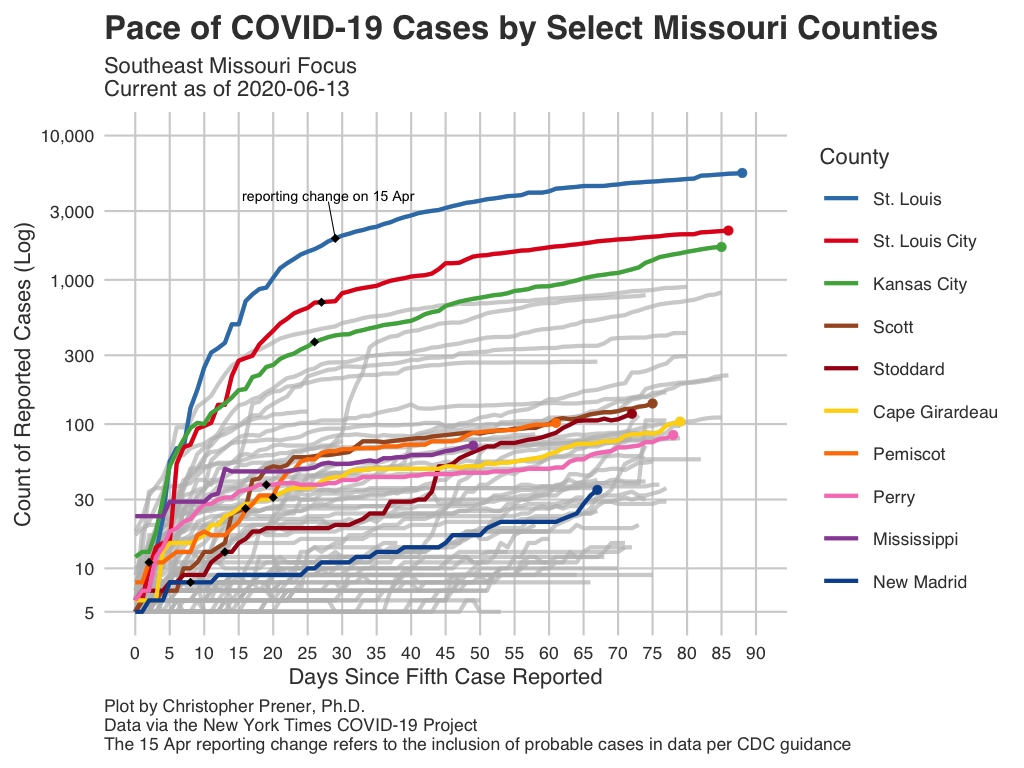 Pace of COVID-19 Cases by Select Missouri Counties
Southeast Missouri Focus
Current as of 2020-06-13
10,000
3,000
1,000
300
100
30
10
5
Count of Reported Cases (Log)
reporting change on 15 Apr
0 5 10 15 20 25 30 35 40 45 50 55 60 65 70 75 80 85 90
Days Since Fifth Case Reported
County
St. Louis
St. Louis City
Kansas City
Scott
Stoddard
Cape Girardeau
Pemiscot
Perry
Mississippi
New Madrid
Plot by Christopher Prener, Ph.D.
Data via the New York Times COVID-19 Project
The 15 Apr reporting change refers to the inclusion of probable cases in data per CDC guidance